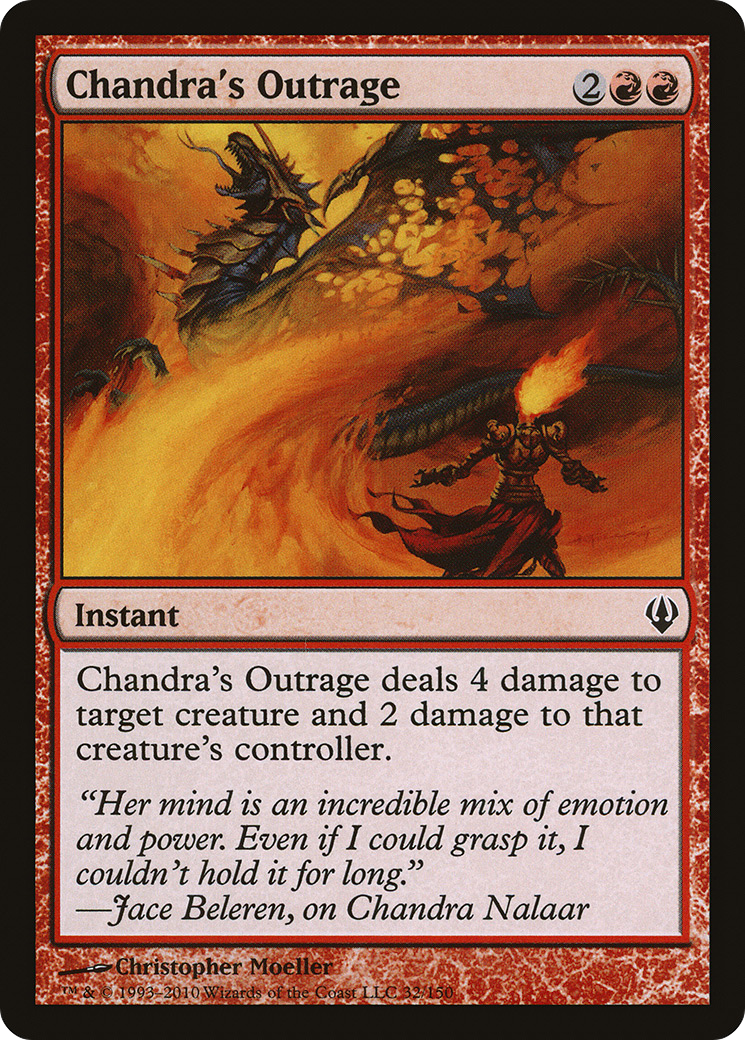 Chandra's Outrage
2
Instant
Chandra's Outrage deals 4 damage to
target creature and 2 damage to that
creature's controller.
“Her mind is an incredible mix of emotion
and power. Even if I could grasp it, I
couldn't hold it for long.”
—Jace Beleren, on Chandra Nalaar
Christopher Moeller
™ & © 1993–2010 Wizards of the Coast LLC 32/150